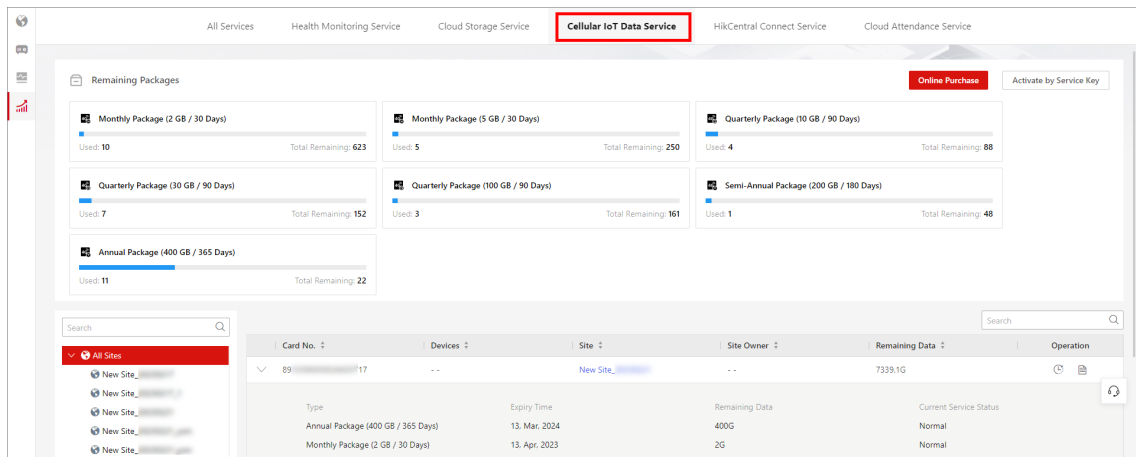 All Services Health Monitoring Service Cloud Storage Service Cellular IoT Data Service HikCentral Connect Service Cloud Attendance Service
Remaining Packages Online Purchase Activate by Service Key
Monthly Package (2 GB / 30 Days) Monthly Package (5 GB / 30 Days) Quarterly Package (10 GB / 90 Days)
Used: 10 Total Remaining: 623 Used: 5 Total Remaining: 250 Used: 4 Total Remaining: 88
Quarterly Package (30 GB / 90 Days) Quarterly Package (100 GB / 90 Days) Semi-Annual Package (200 GB / 180 Days)
Used: 7 Total Remaining: 152 Used: 3 Total Remaining: 161 Used: 1 Total Remaining: 48
Annual Package (400 GB / 365 Days)
Used: 11 Total Remaining: 22
Search Search
Card No. Devices Site Site Owner Remaining Data Operation
All Sites
89 17 - - New Site_ - - 7339.1G
New Site_
New Site_
New Site_
New Site_
New Site_
Type Expiry Time Remaining Data Current Service Status
Annual Package (400 GB / 365 Days) 13, Mar, 2024 400G Normal
Monthly Package (2 GB / 30 Days) 13, Apr, 2023 2G Normal